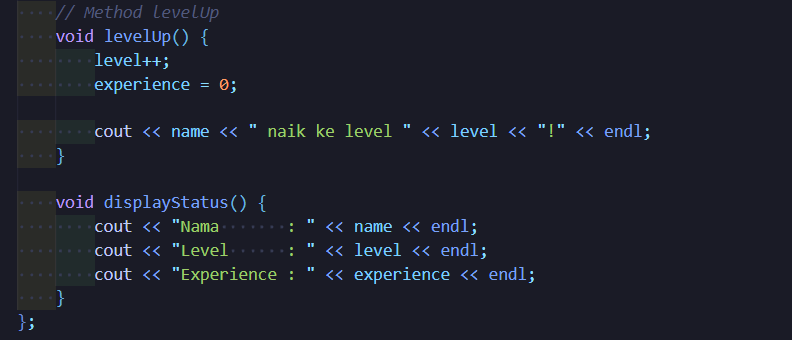 // Method levelUp
void levelUp() {
level++;
experience = 0;
cout << name << " naik ke level " << level << "!" << endl;
}
void displayStatus() {
cout << "Nama       : " << name << endl;
cout << "Level      : " << level << endl;
cout << "Experience : " << experience << endl;
}
};